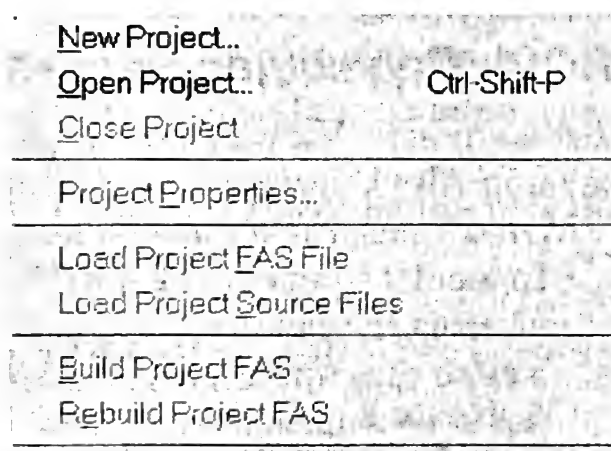 New Project...
Open Project... Ctrl-Shift-P
Close Project
Project Properties...
Load Project FAS File
Load Project Source Files
Build Project FAS
Rebuild Project FAS